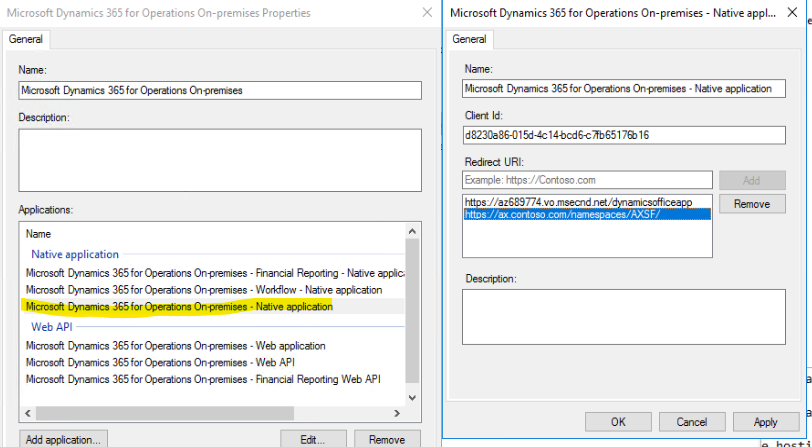 Microsoft Dynamics 365 for Operations On-premises Properties
General
Name:
Microsoft Dynamics 365 for Operations On-premises
Description:
Applications:
Name
Native application
Microsoft Dynamics 365 for Operations On-premises - Financial Reporting - Native applic
Microsoft Dynamics 365 for Operations On-premises - Workflow - Native application
Microsoft Dynamics 365 for Operations On-premises - Native application
Web API
Microsoft Dynamics 365 for Operations On-premises - Web application
Microsoft Dynamics 365 for Operations On-premises - Web API
Microsoft Dynamics 365 for Operations On-premises - Financial Reporting Web API
Add application...
Edit...
Remove
Microsoft Dynamics 365 for Operations On-premises - Native appl...
General
Name:
Microsoft Dynamics 365 for Operations On-premises - Native application
Client Id:
d8230a86-015d-4c14-bcd6-c7fb65176b16
Redirect URI:
Example: https://Contoso.com
Add
https://az689774.vo.msecnd.net/dynamicsofficeapp
https://ax.contoso.com/namespaces/AXSF/
Remove
Description:
OK
Cancel
Apply